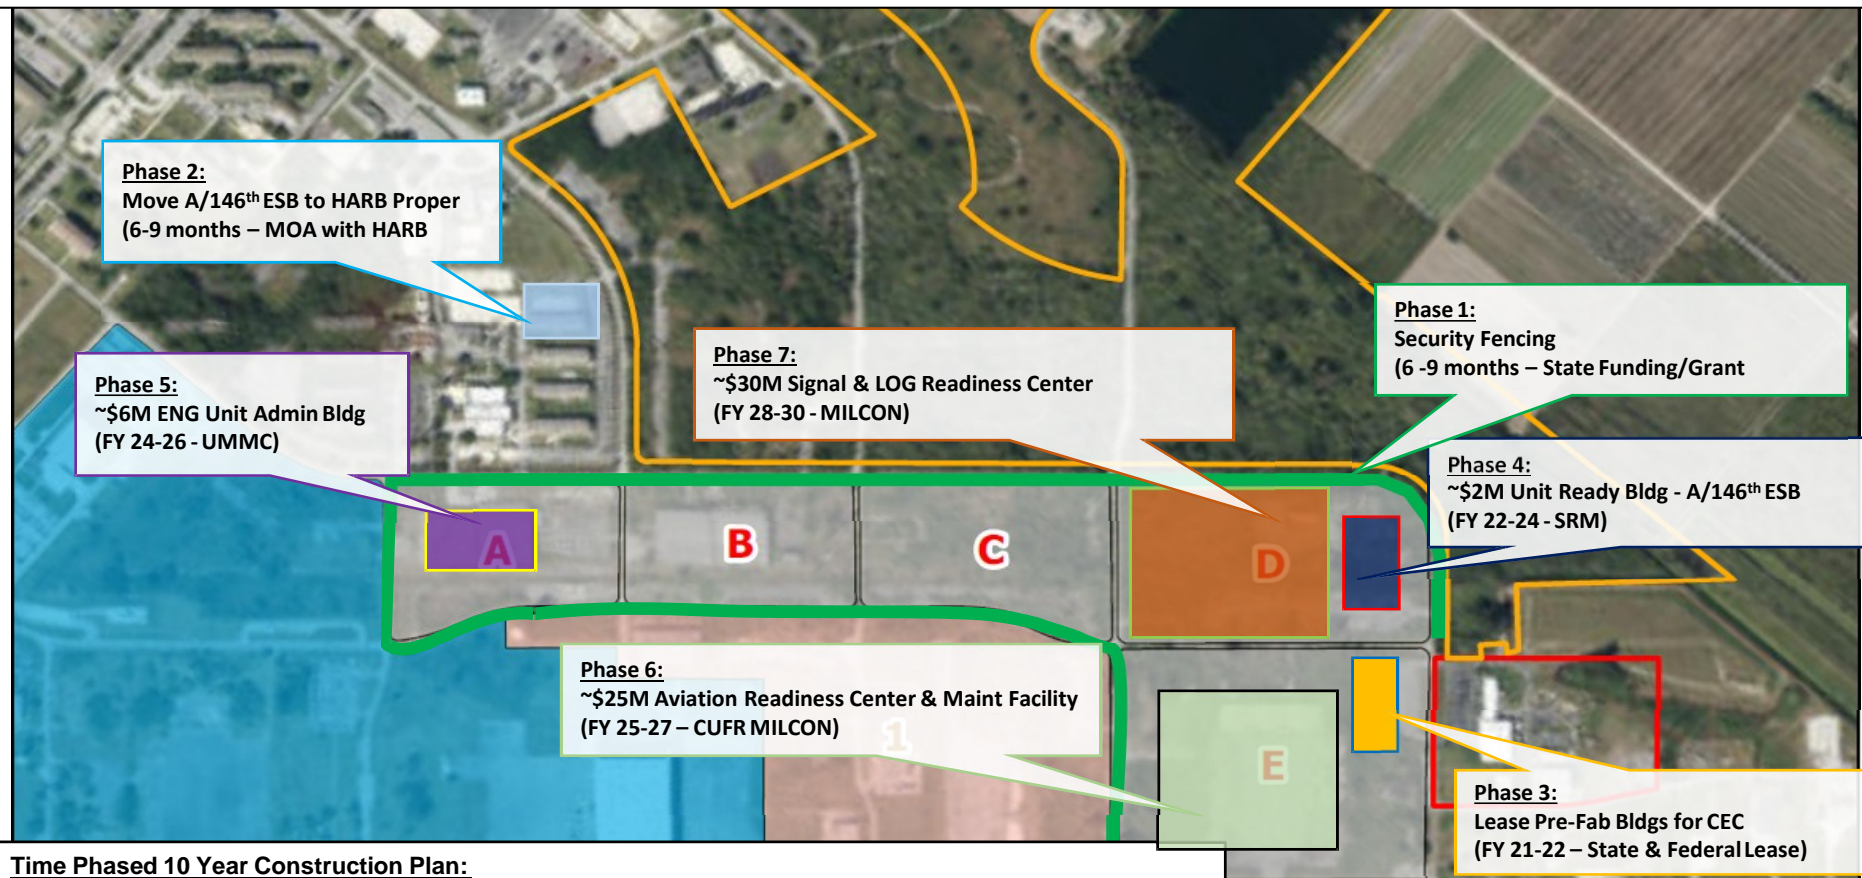 Phase 2:
Move A/146th ESB to HARB Proper
(6-9 months – MOA with HARB
Phase 1:
Security Fencing
(6 -9 months – State Funding/Grant
Phase 7:
~$30M Signal & LOG Readiness Center
(FY 28-30 - MILCON)
Phase 5:
~$6M ENG Unit Admin Bldg
(FY 24-26 - UMMC)
Phase 4:
~$2M Unit Ready Bldg - A/146th ESB
(FY 22-24 - SRM)
A
B
C
D
Phase 6:
~$25M Aviation Readiness Center & Maint Facility
(FY 25-27 – CUFR MILCON)
1
E
Phase 3:
Lease Pre-Fab Bldgs for CEC
(FY 21-22 – State & Federal Lease)
Time Phased 10 Year Construction Plan: